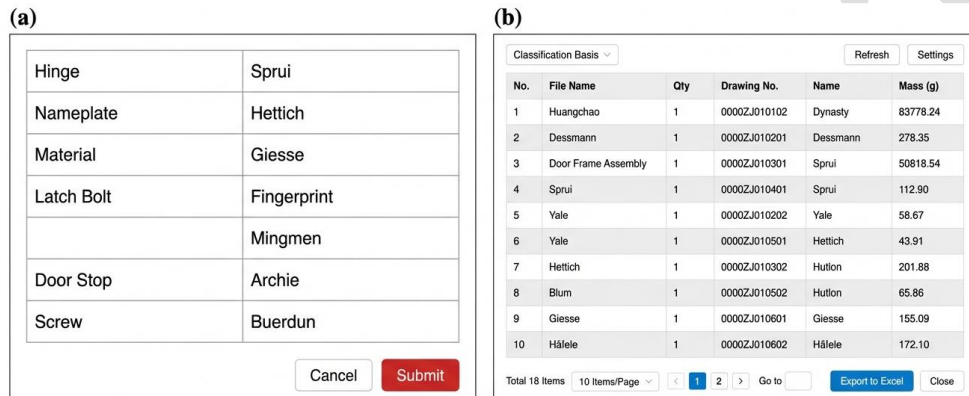 (a)
Hinge Sprui
Nameplate Hettich
Material Giesse
Latch Bolt Fingerprint
Mingmen
Door Stop Archie
Screw Buerdun
Cancel Submit
(b)
Classification Basis Refresh Settings
No. File Name Qty Drawing No. Name Mass (g)
1 Huangchao 1 0000ZJ010102 Dynasty 83778.24
2 Dessmann 1 0000ZJ010201 Dessmann 278.35
3 Door Frame Assembly 1 0000ZJ010301 Sprui 50818.54
4 Sprui 1 0000ZJ010401 Sprui 112.90
5 Yale 1 0000ZJ010202 Yale 58.67
6 Yale 1 0000ZJ010501 Hettich 43.91
7 Hettich 1 0000ZJ010302 Hutlon 201.88
8 Blum 1 0000ZJ010502 Hutlon 65.86
9 Giesse 1 0000ZJ010601 Giesse 155.09
10 Häfele 1 0000ZJ010602 Häfele 172.10
Total 18 Items 10 Items/Page < 1 2 > Go to Export to Excel Close